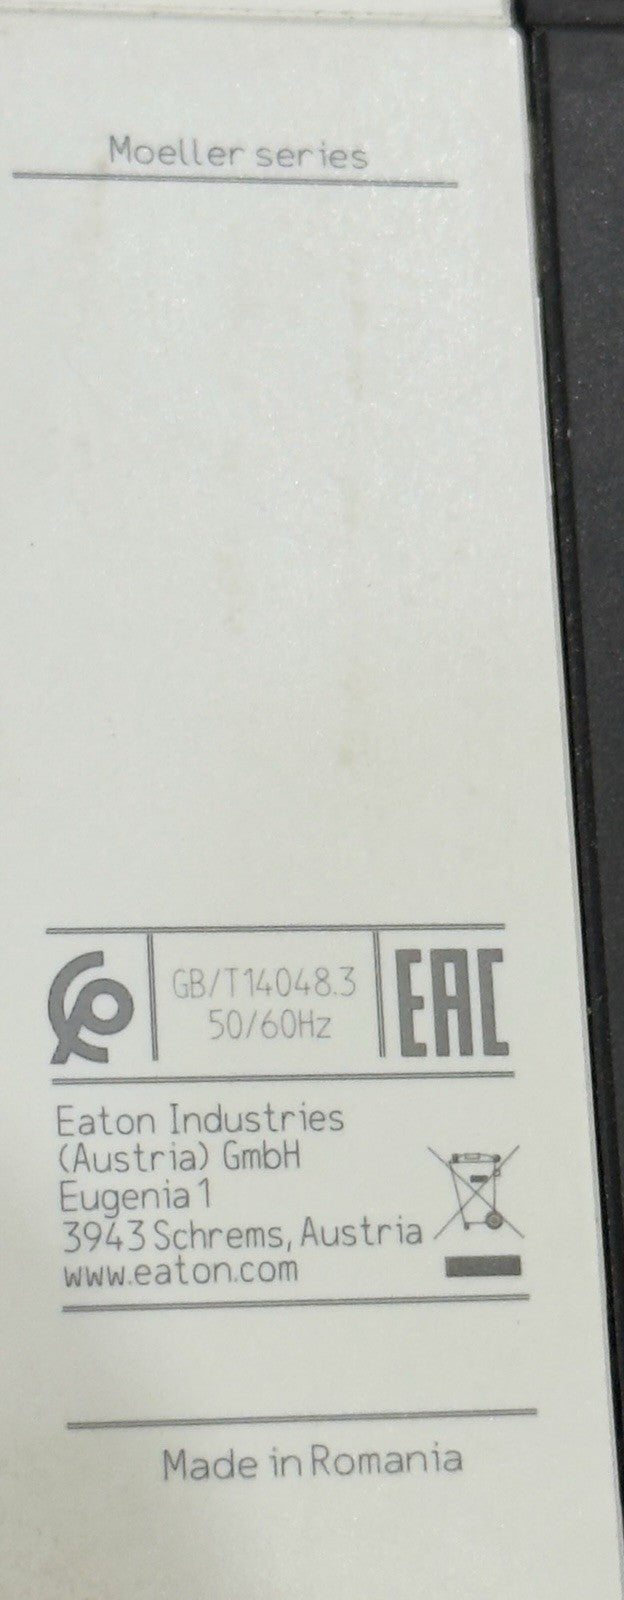 Moeller series
GB/T14048.3
50/60Hz
EAC
Eaton Industries
(Austria) GmbH
Eugenia 1
3943 Schrems, Austria
www.eaton.com
Made in Romania